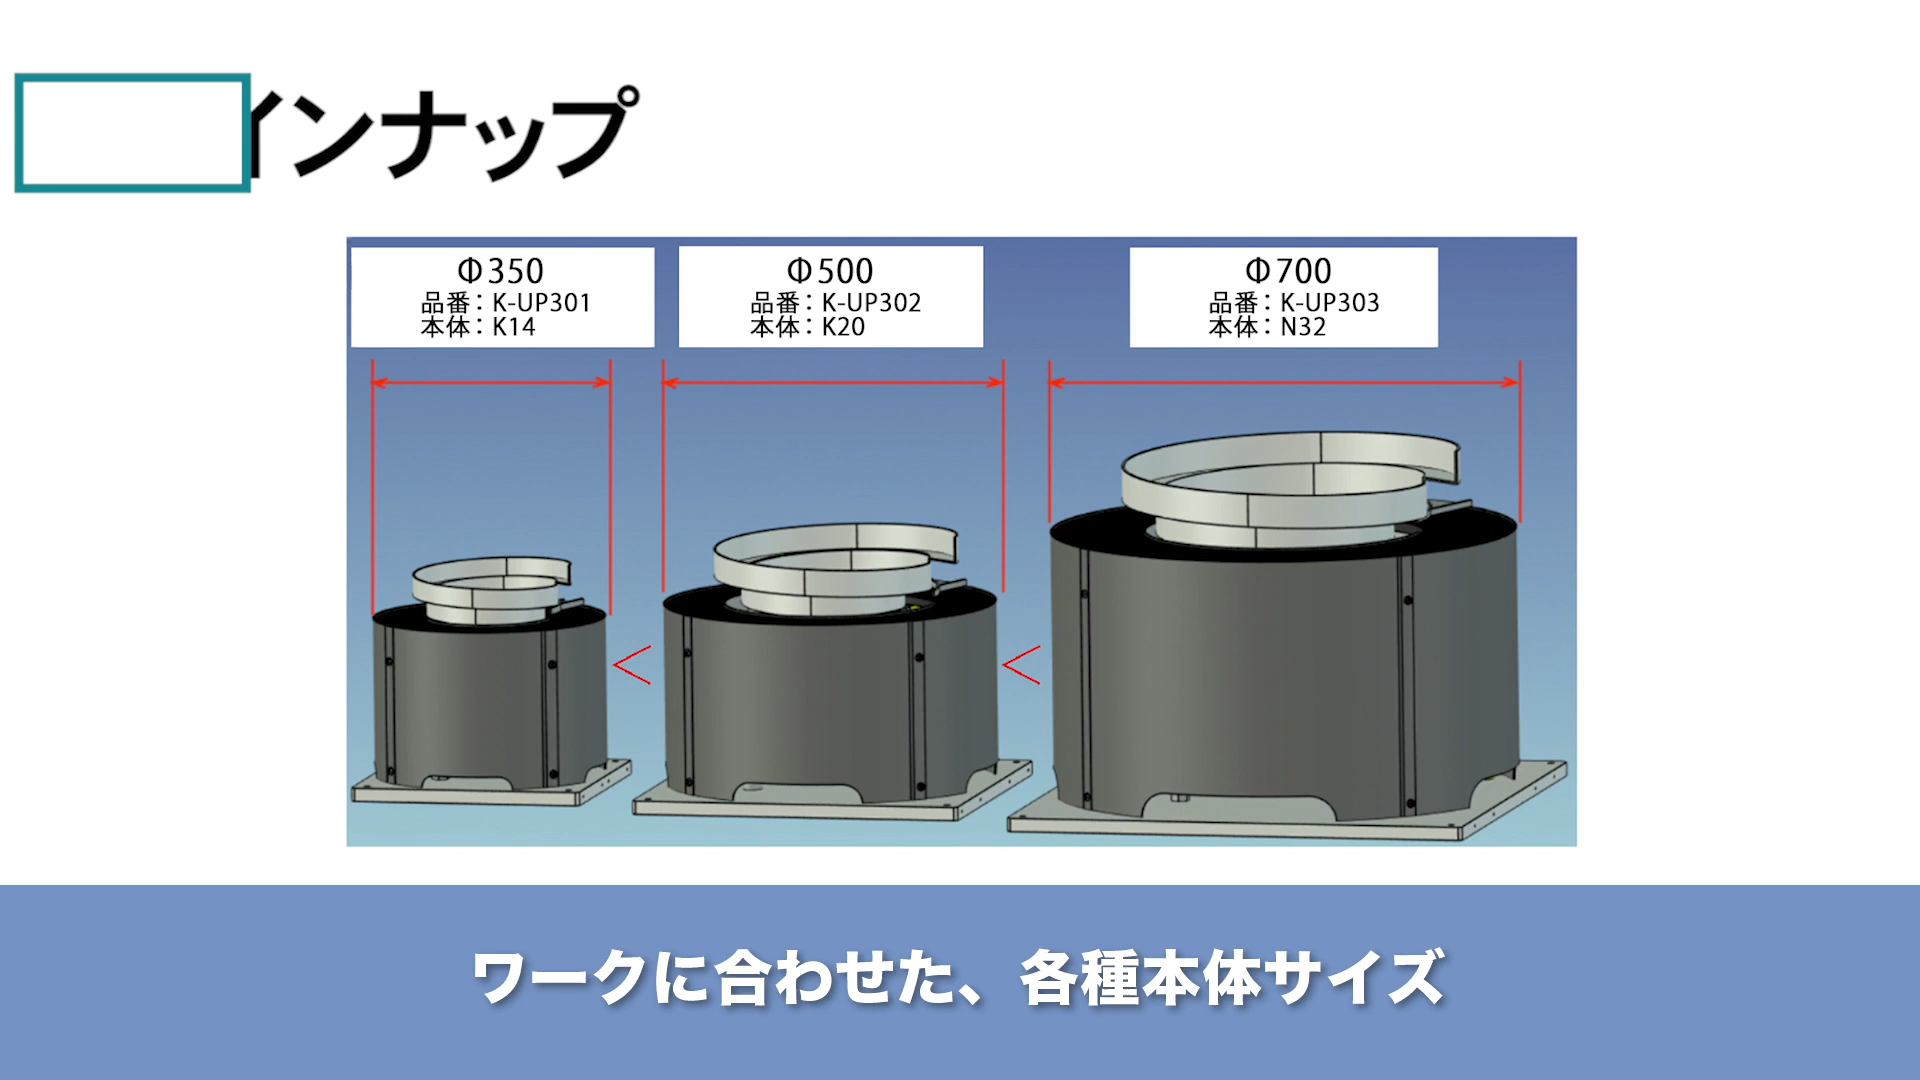 インナップ
Φ350
品番：K-UP301
本体：K14
Φ500
品番：K-UP302
本体：K20
Φ700
品番：K-UP303
本体：N32
<
<
ワークに合わせた、各種本体サイズ